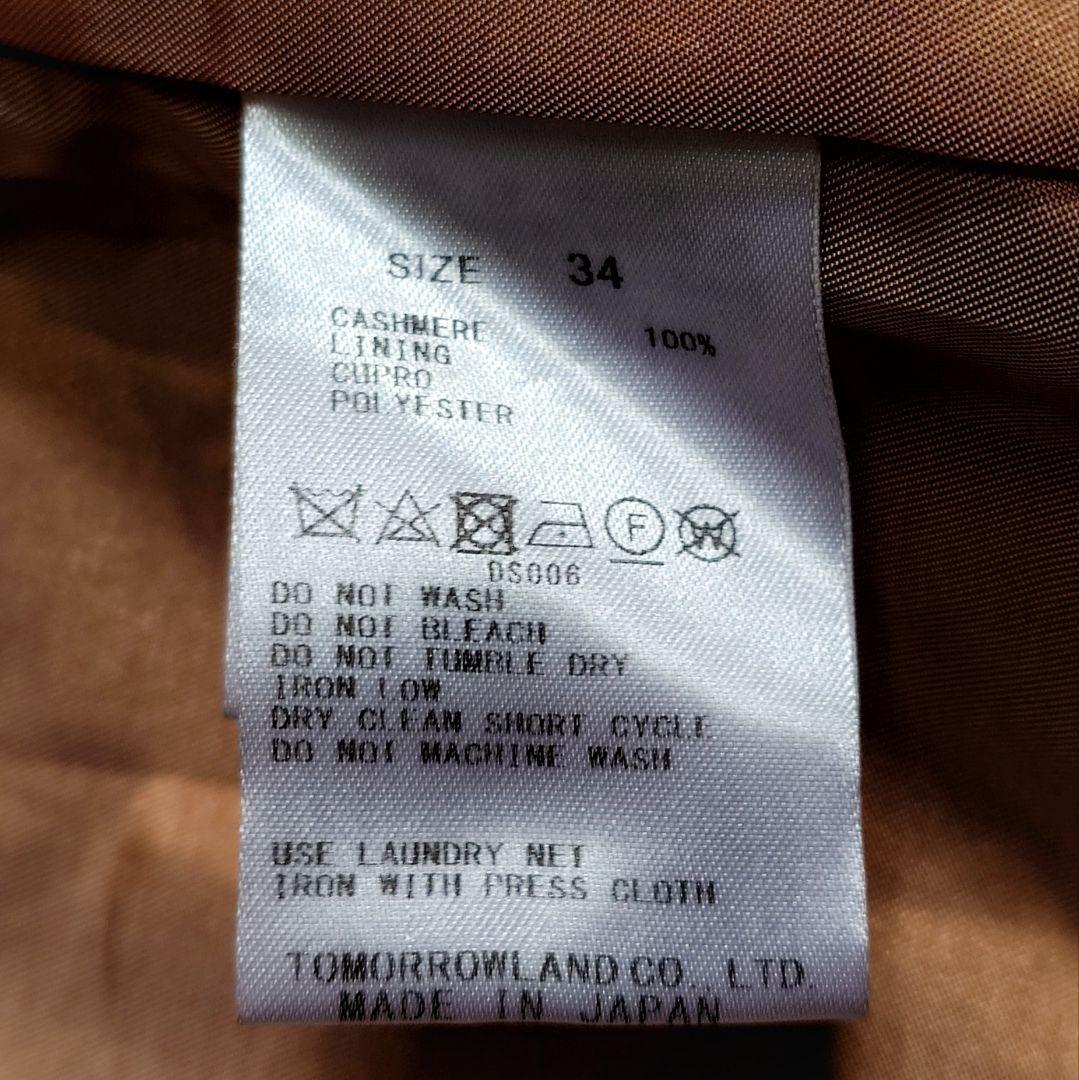 SIZE 34
CASHMERE 100%
LINING
CUPRO
POLYESTER
F W
DS006
DO NOT WASH
DO NOT BLEACH
DO NOT TUMBLE DRY
IRON LOW
DRY CLEAN SHORT CYCLE
DO NOT MACHINE WASH
USE LAUNDRY NET
IRON WITH PRESS CLOTH
TOMORROWLAND CO., LTD.
MADE IN JAPAN